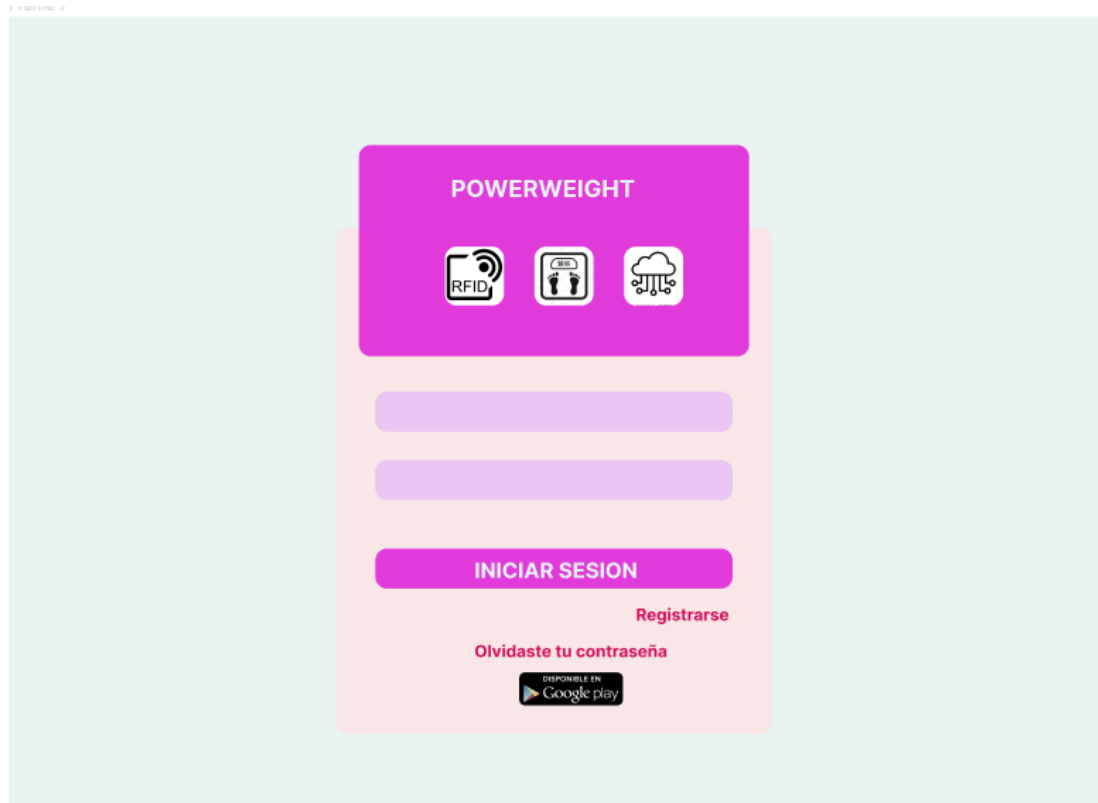 POWERWEIGHT
RFID
INICIAR SESION
Registrarse
Olvidaste tu contraseña
DISPONIBLE EN
Google play